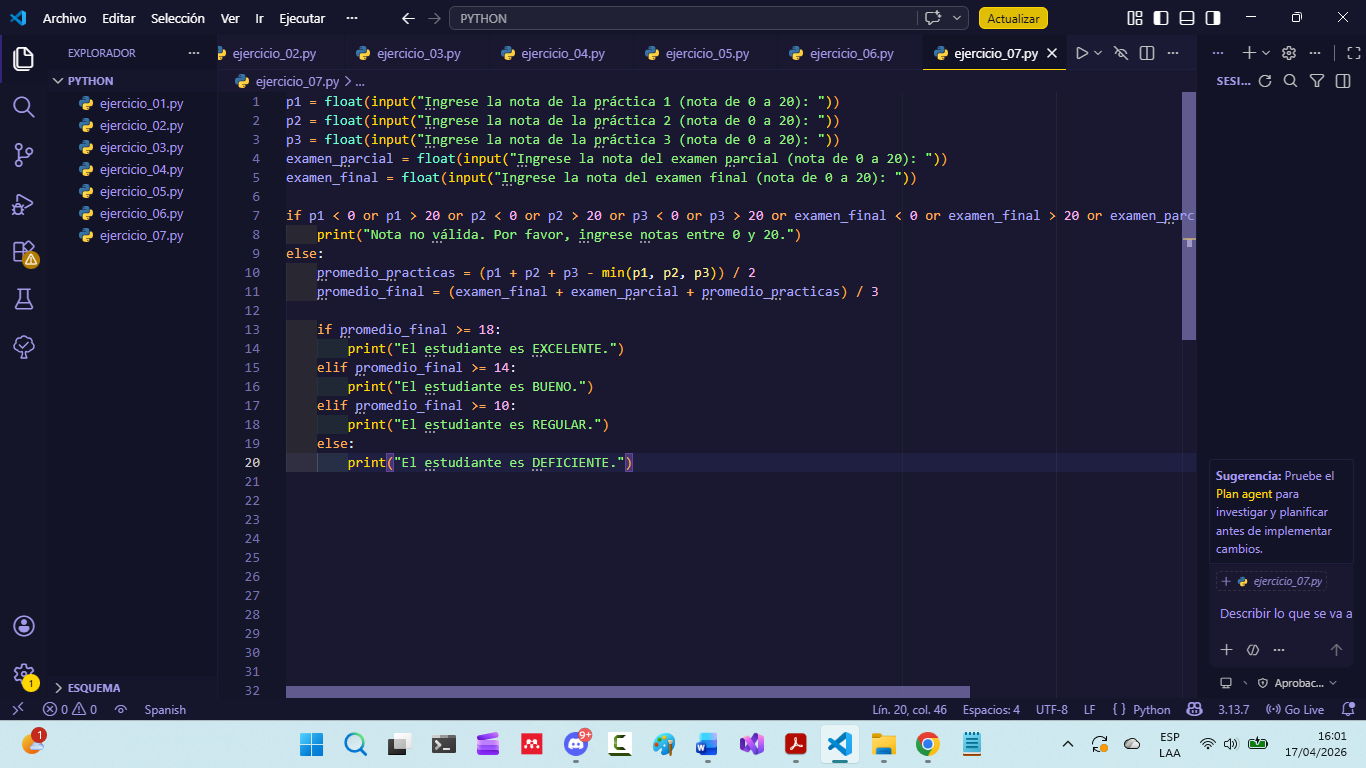 Archivo Editar Selección Ver Ir Ejecutar ··· PYTHON Actualizar
EXPLORADOR ···
PYTHON
ejercicio_01.py
ejercicio_02.py
ejercicio_03.py
ejercicio_04.py
ejercicio_05.py
ejercicio_06.py
ejercicio_07.py
ESQUEMA
ejercicio_02.py ejercicio_03.py ejercicio_04.py ejercicio_05.py ejercicio_06.py ejercicio_07.py
ejercicio_07.py > ...
1 p1 = float(input("Ingrese la nota de la práctica 1 (nota de 0 a 20): "))
2 p2 = float(input("Ingrese la nota de la práctica 2 (nota de 0 a 20): "))
3 p3 = float(input("Ingrese la nota de la práctica 3 (nota de 0 a 20): "))
4 examen_parcial = float(input("Ingrese la nota del examen parcial (nota de 0 a 20): "))
5 examen_final = float(input("Ingrese la nota del examen final (nota de 0 a 20): "))
6
7 if p1 < 0 or p1 > 20 or p2 < 0 or p2 > 20 or p3 < 0 or p3 > 20 or examen_final < 0 or examen_final > 20 or examen_parc
8     print("Nota no válida. Por favor, ingrese notas entre 0 y 20.")
9 else:
10     promedio_practicas = (p1 + p2 + p3 - min(p1, p2, p3)) / 2
11     promedio_final = (examen_final + examen_parcial + promedio_practicas) / 3
12
13     if promedio_final >= 18:
14         print("El estudiante es EXCELENTE.")
15     elif promedio_final >= 14:
16         print("El estudiante es BUENO.")
17     elif promedio_final >= 10:
18         print("El estudiante es REGULAR.")
19     else:
20         print("El estudiante es DEFICIENTE.")
21
22
23
24
25
26
27
28
29
30
31
32
SESI...
Sugerencia: Pruebe el
Plan agent para
investigar y planificar
antes de implementar
cambios.
ejercicio_07.py
Describir lo que se va a
Aprobac...
1
0 0 Spanish Lín. 20, col. 46 Espacios: 4 UTF-8 LF { } Python 3.13.7 Go Live
1
9+
ESP
LAA
16:01
17/04/2026